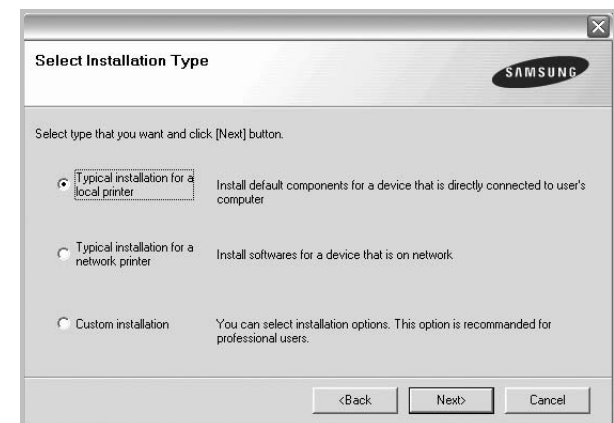 Select Installation Type
SAMSUNG
Select type that you want and click [Next] button.
Typical installation for a
local printer
Install default components for a device that is directly connected to user's
computer
Typical installation for a
network printer
Install softwares for a device that is on network
Custom installation
You can select installation options. This option is recommanded for
professional users.
<Back
Next>
Cancel